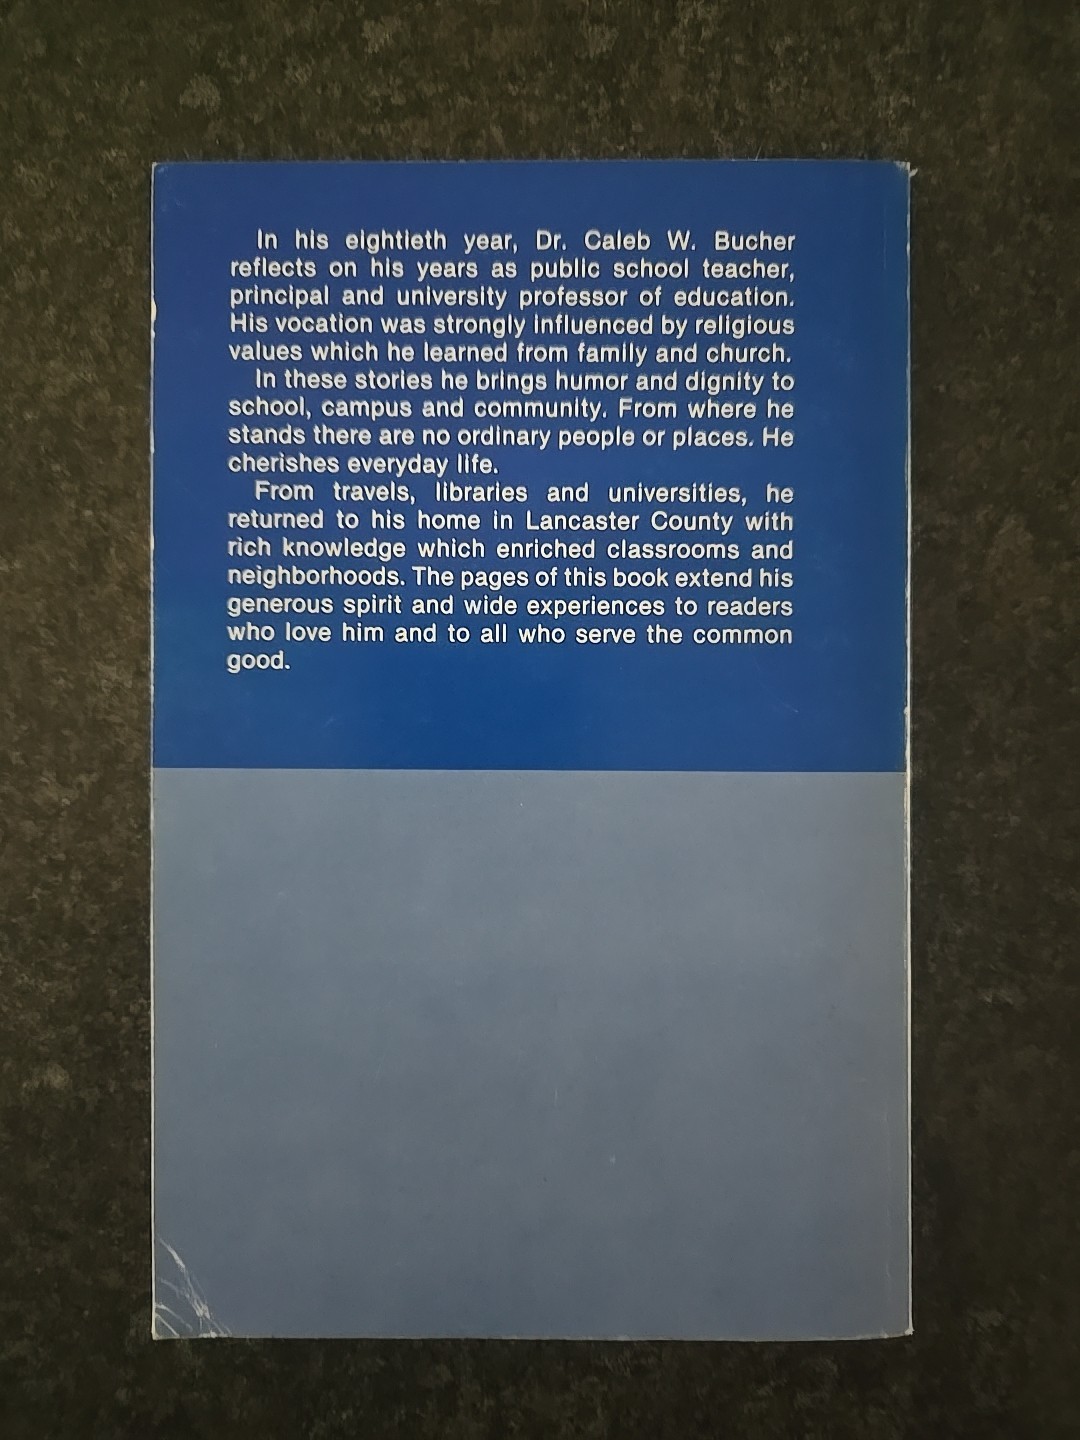 In his eightieth year, Dr. Caleb W. Bucher
reflects on his years as public school teacher,
principal and university professor of education.
His vocation was strongly influenced by religious
values which he learned from family and church.
In these stories he brings humor and dignity to
school, campus and community. From where he
stands there are no ordinary people or places. He
cherishes everyday life.
From travels, libraries and universities, he
returned to his home in Lancaster County with
rich knowledge which enriched classrooms and
neighborhoods. The pages of this book extend his
generous spirit and wide experiences to readers
who love him and to all who serve the common
good.